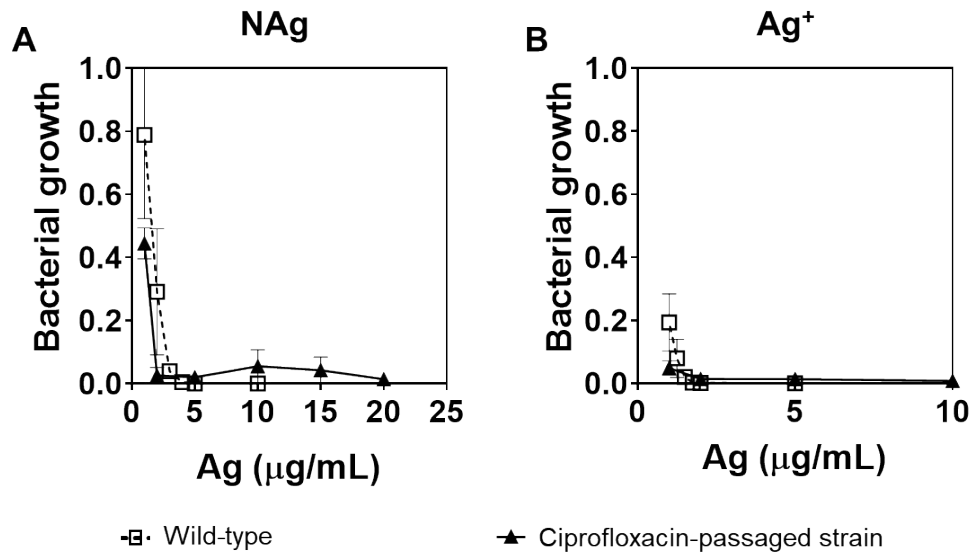 A
NAg
Bacterial growth
1.0
0.8
0.6
0.4
0.2
0.0
0
5
10
15
20
25
Ag (μg/mL)
B
Ag⁺
Bacterial growth
1.0
0.8
0.6
0.4
0.2
0.0
0
5
10
Ag (μg/mL)
Wild-type
Ciprofloxacin-passaged strain